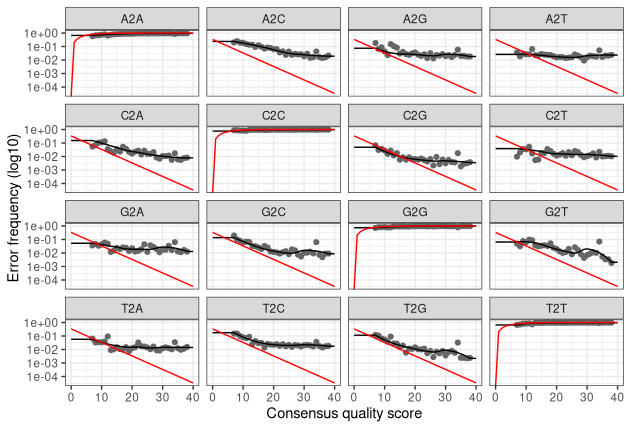 A2A A2C A2G A2T
1e+00
1e-01
1e-02
1e-03
1e-04
C2A C2C C2G C2T
1e+00
1e-01
1e-02
1e-03
1e-04
G2A G2C G2G G2T
1e+00
1e-01
1e-02
1e-03
1e-04
T2A T2C T2G T2T
1e+00
1e-01
1e-02
1e-03
1e-04
0 10 20 30 40 0 10 20 30 40 0 10 20 30 40 0 10 20 30 40
Consensus quality score
Error frequency (log10)